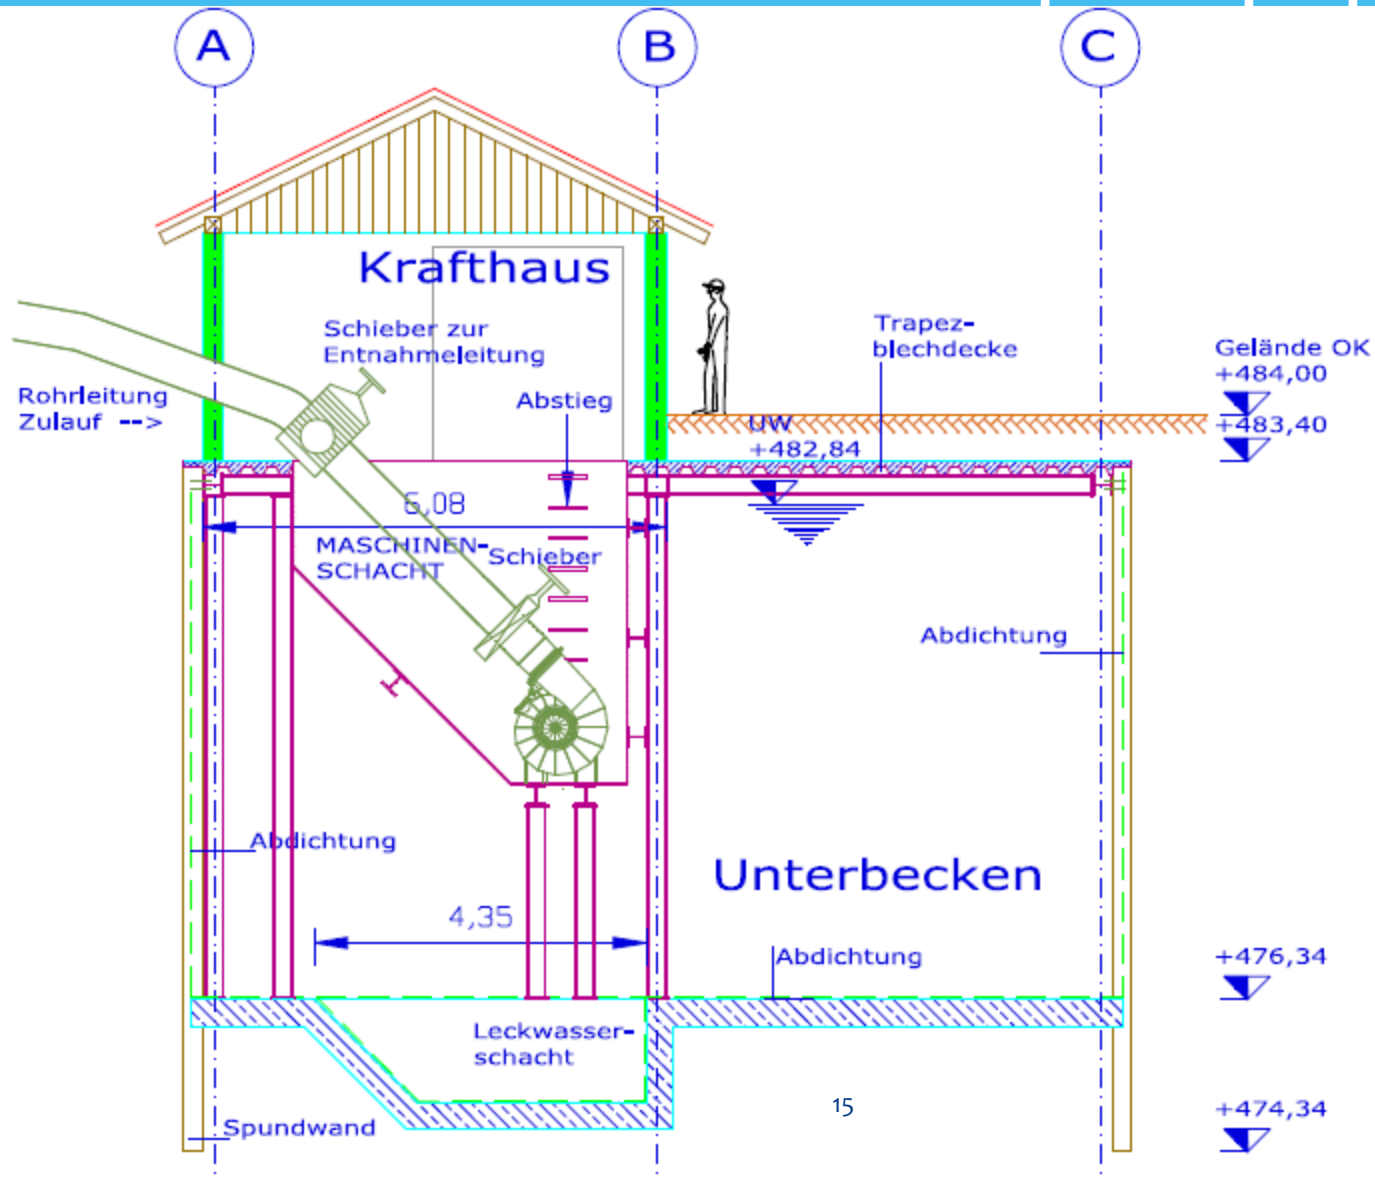 A
B
C
Krafthaus
Schieber zur
Entnahmeleitung
Trapez-
blechdecke
Gelände OK
+484,00
Rohrleitung
Zulauf -->
Abstieg
UW
+482,84
+483,40
6,08
MASCHINEN-
SCHACHT
Schieber
Abdichtung
Abdichtung
Unterbecken
4,35
Abdichtung
+476,34
Leckwasser-
schacht
15
+474,34
Spundwand